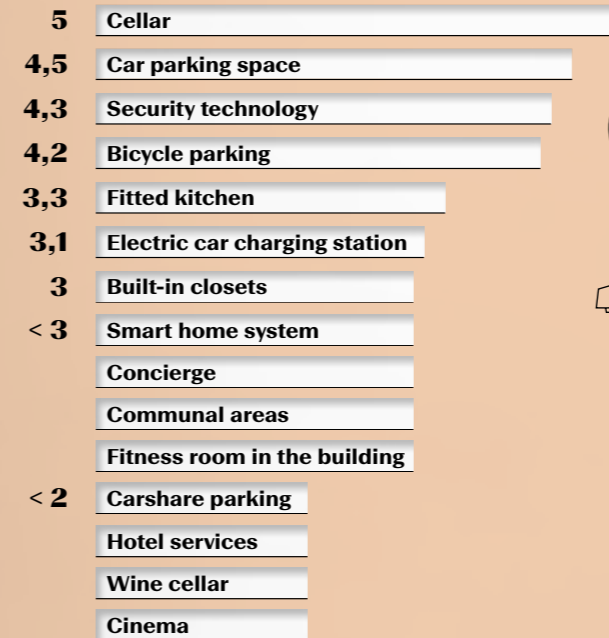 5 Cellar
4,5 Car parking space
4,3 Security technology
4,2 Bicycle parking
3,3 Fitted kitchen
3,1 Electric car charging station
3 Built-in closets
< 3 Smart home system
Concierge
Communal areas
Fitness room in the building
< 2 Carshare parking
Hotel services
Wine cellar
Cinema